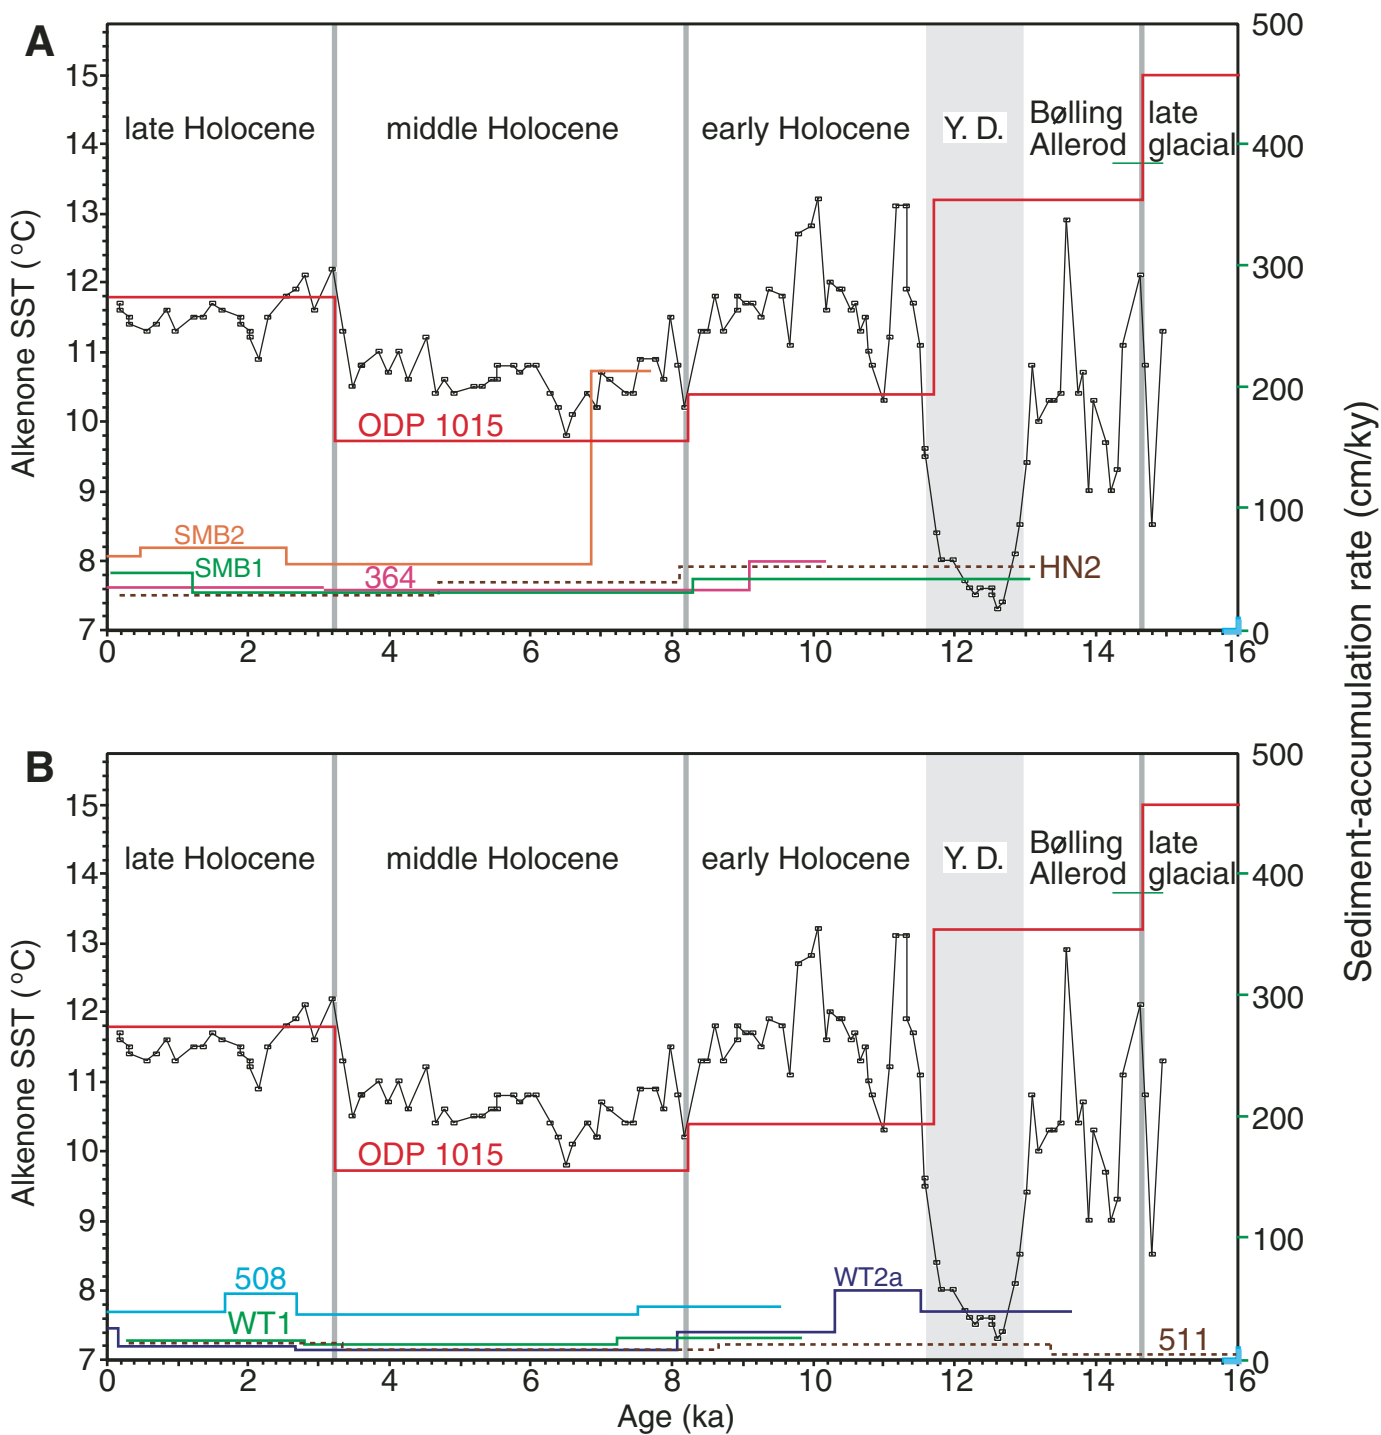 A
500
15
late Holocene
middle Holocene
early Holocene
Y. D.
Bølling
Allerod
late
glacial
14
400
13
12
300
11
200
ODP 1015
10
9
100
SMB2
8
SMB1
364
HN2
7
0
0
2
4
6
8
10
12
14
16
Alkenone SST (ºC)
Sediment-accumulation rate (cm/ky)
B
500
15
late Holocene
middle Holocene
early Holocene
Y. D.
Bølling
Allerod
late
glacial
14
400
13
12
300
11
200
ODP 1015
10
9
100
508
WT2a
8
WT1
511
7
0
0
2
4
6
8
10
12
14
16
Alkenone SST (ºC)
Age (ka)